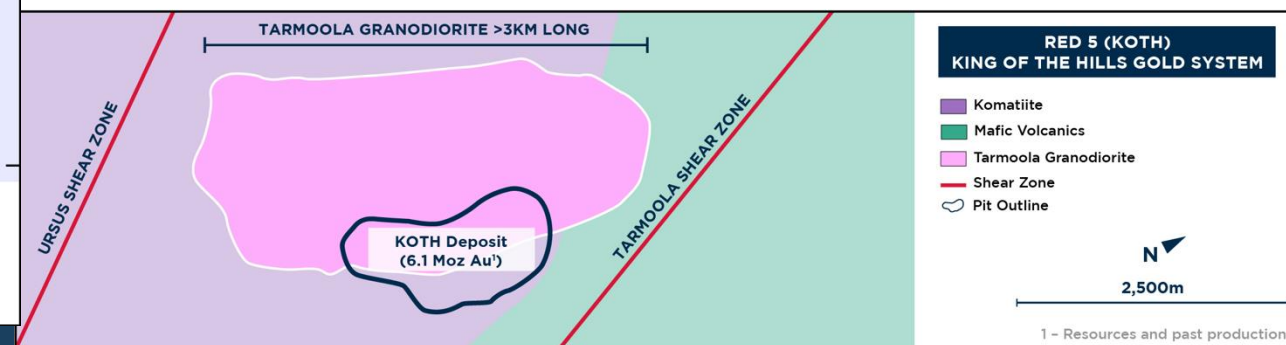 TARMOOLA GRANODIORITE >3KM LONG
URSUS SHEAR ZONE
KOTH Deposit
(6.1 Moz Au¹)
TARMOOLA SHEAR ZONE
RED 5 (KOTH)
KING OF THE HILLS GOLD SYSTEM
Komatiite
Mafic Volcanics
Tarmoola Granodiorite
Shear Zone
Pit Outline
N
2,500m
1 – Resources and past production